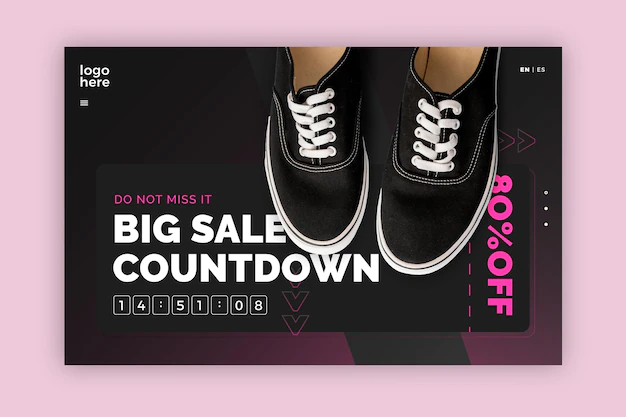 logo
here
EN | ES
DO NOT MISS IT
BIG SALE
COUNTDOWN
14:51:08
80%OFF